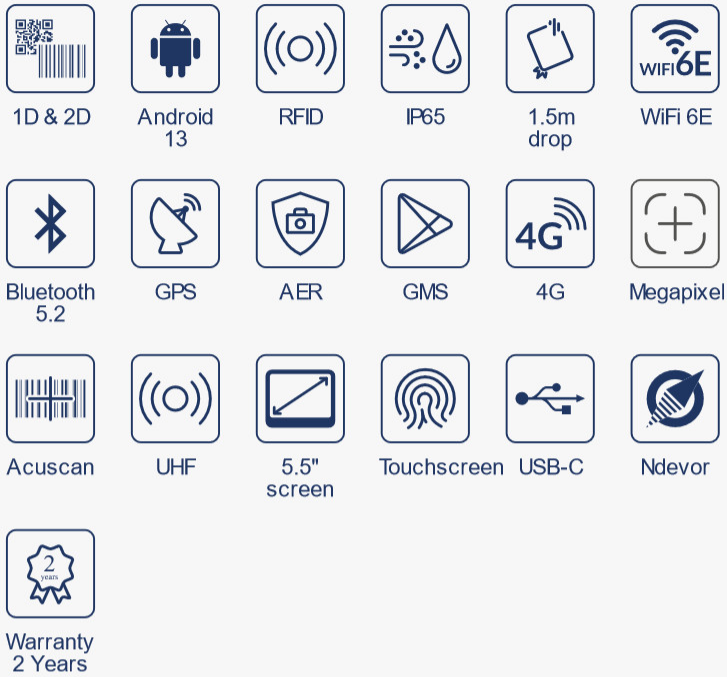 1D & 2D
Android
13
RFID
IP65
1.5m
drop
WIFI 6E
WiFi 6E
Bluetooth
5.2
GPS
AER
GMS
4G
4G
Megapixel
Acuscan
UHF
5.5"
screen
Touchscreen
USB-C
Ndevor
2
years
Warranty
2 Years